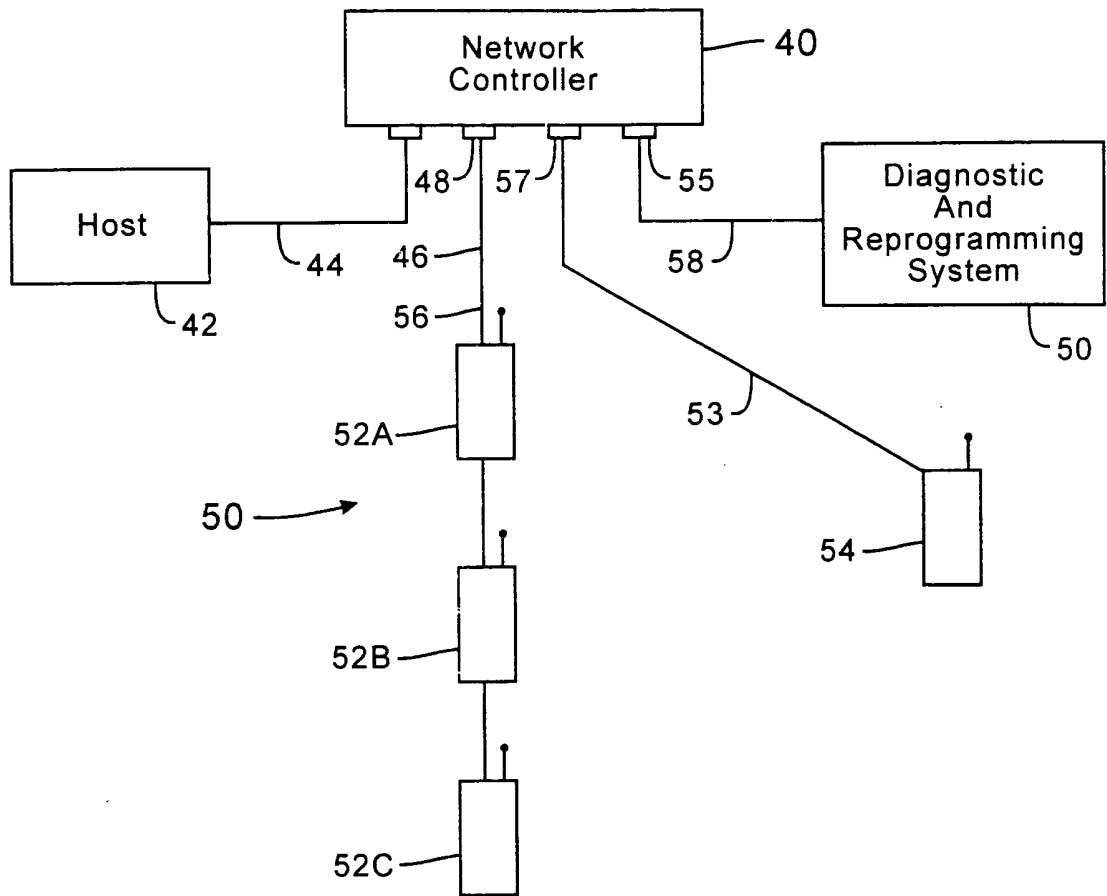 Network
Controller
40
48
57
55
Host
44
46
Diagnostic
And
Reprogramming
System
58
42
56
50
52A
53
50
54
52B
52C